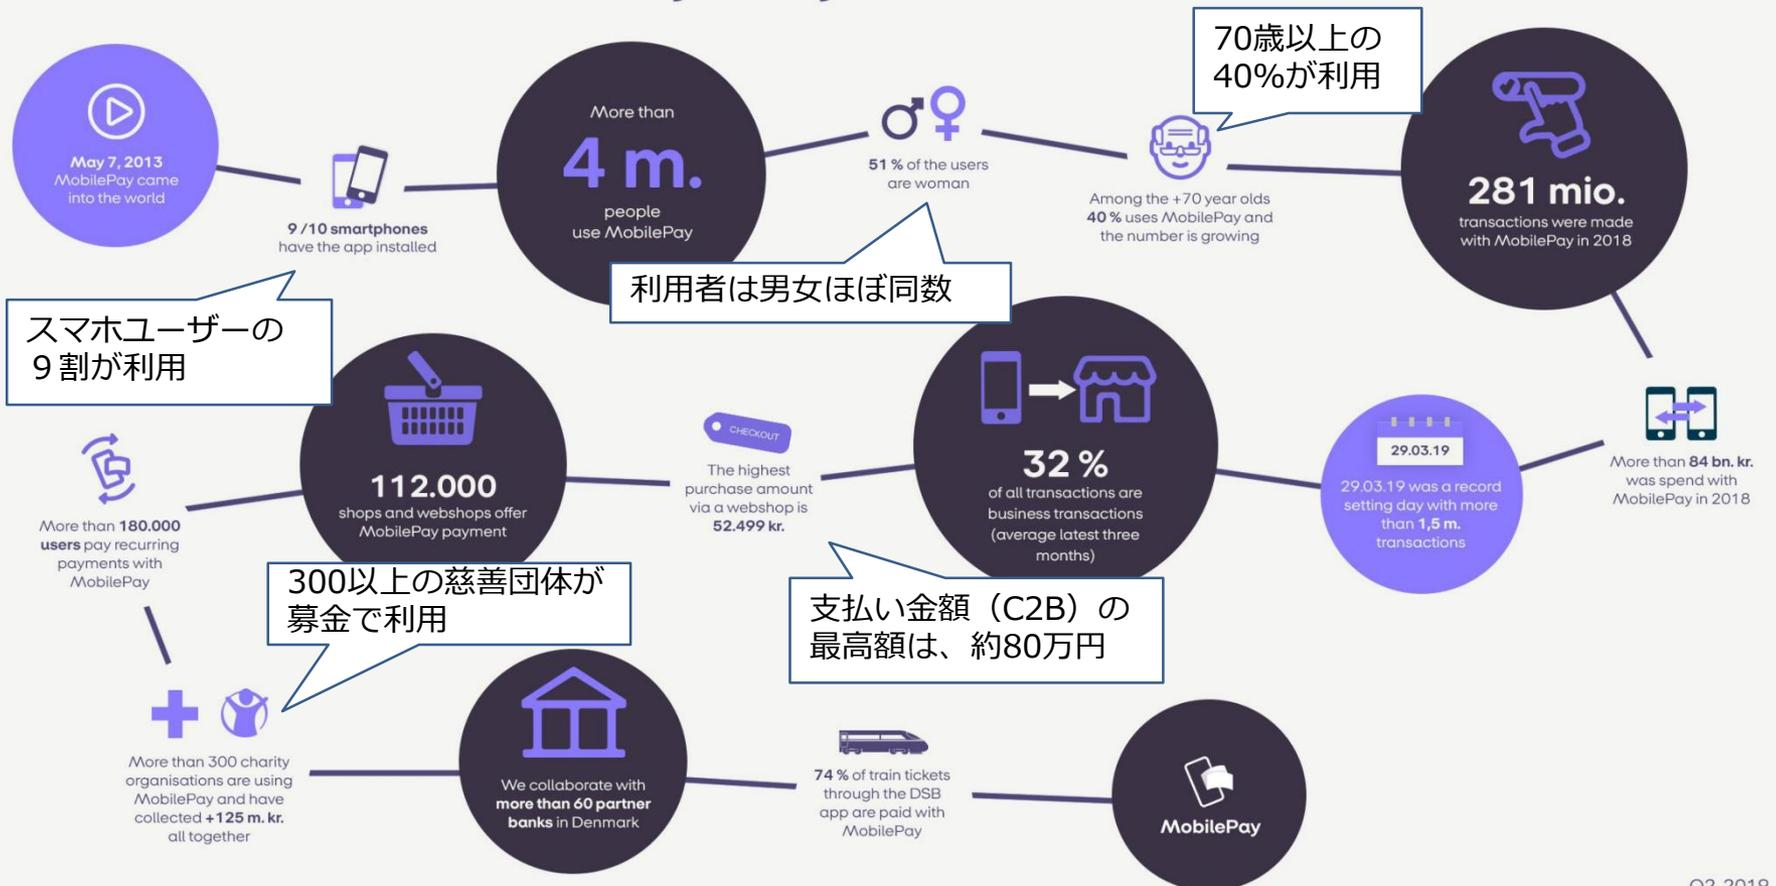 May 7, 2013
MobilePay came
into the world
9 /10 smartphones
have the app installed
More than
4 m.
people
use MobilePay
51 % of the users
are woman
70歳以上の
40%が利用
Among the +70 year olds
40 % uses MobilePay and
the number is growing
281 mio.
transactions were made
with MobilePay in 2018
スマホユーザーの
９割が利用
利用者は男女ほぼ同数
More than 84 bn. kr.
was spend with
MobilePay in 2018
29.03.19
29.03.19 was a record
setting day with more
than 1,5 m.
transactions
32 %
of all transactions are
business transactions
(average latest three
months)
CHECKOUT
The highest
purchase amount
via a webshop is
52.499 kr.
支払い金額（C2B）の
最高額は、約80万円
112.000
shops and webshops offer
MobilePay payment
More than 180.000
users pay recurring
payments with
MobilePay
300以上の慈善団体が
募金で利用
More than 300 charity
organisations are using
MobilePay and have
collected +125 m. kr.
all together
We collaborate with
more than 60 partner
banks in Denmark
74 % of train tickets
through the DSB
app are paid with
MobilePay
MobilePay